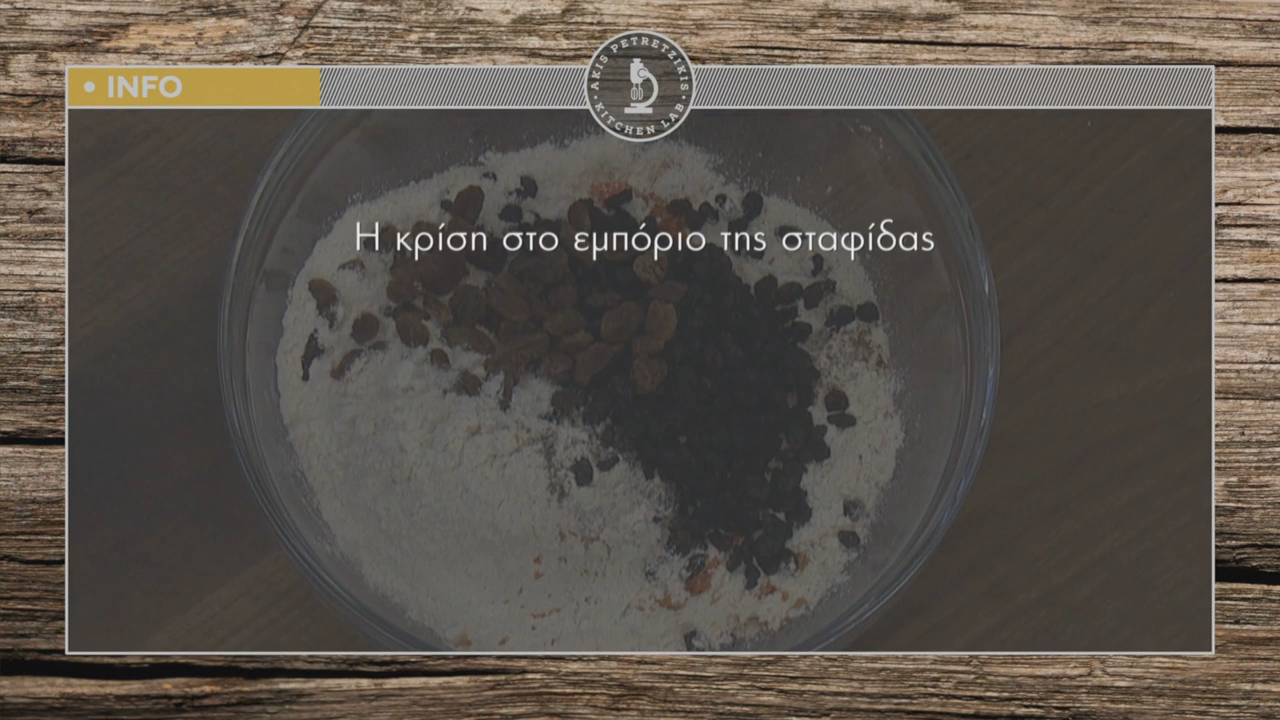 • INFO
AKIS PETRETZIKIS
• KITCHEN LAB •
Η κρίση στο εμπόριο της σταφίδας